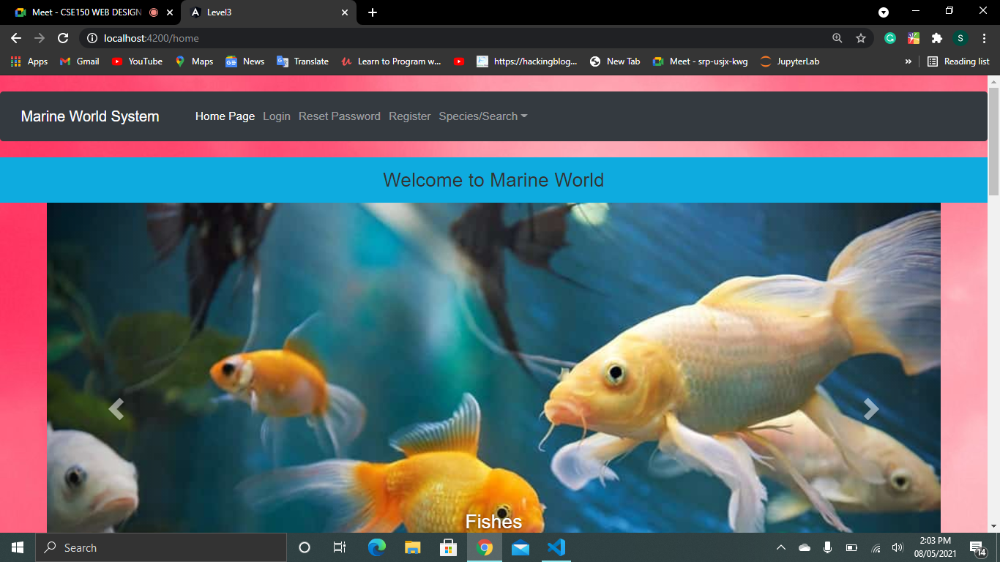 Meet - CSE150 WEB DESIGN
Level3
localhost:4200/home
S
Apps
Gmail
YouTube
Maps
News
Translate
Learn to Program w...
https://hackingblog...
New Tab
Meet - srp-usjx-kwg
JupyterLab
»
Reading list
Marine World System
Home Page
Login
Reset Password
Register
Species/Search
Welcome to Marine World
Fishes
Search
2:03 PM
08/05/2021
14